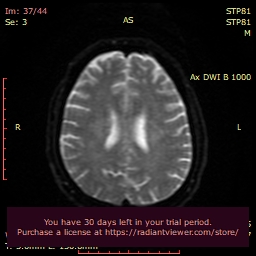 Im: 37/44
STP81
Se: 3
STP81
AS
M
Ax DWI B 1000
R
L
You have 30 days left in your trial period.
Purchase a license at https://radiantviewer.com/store/